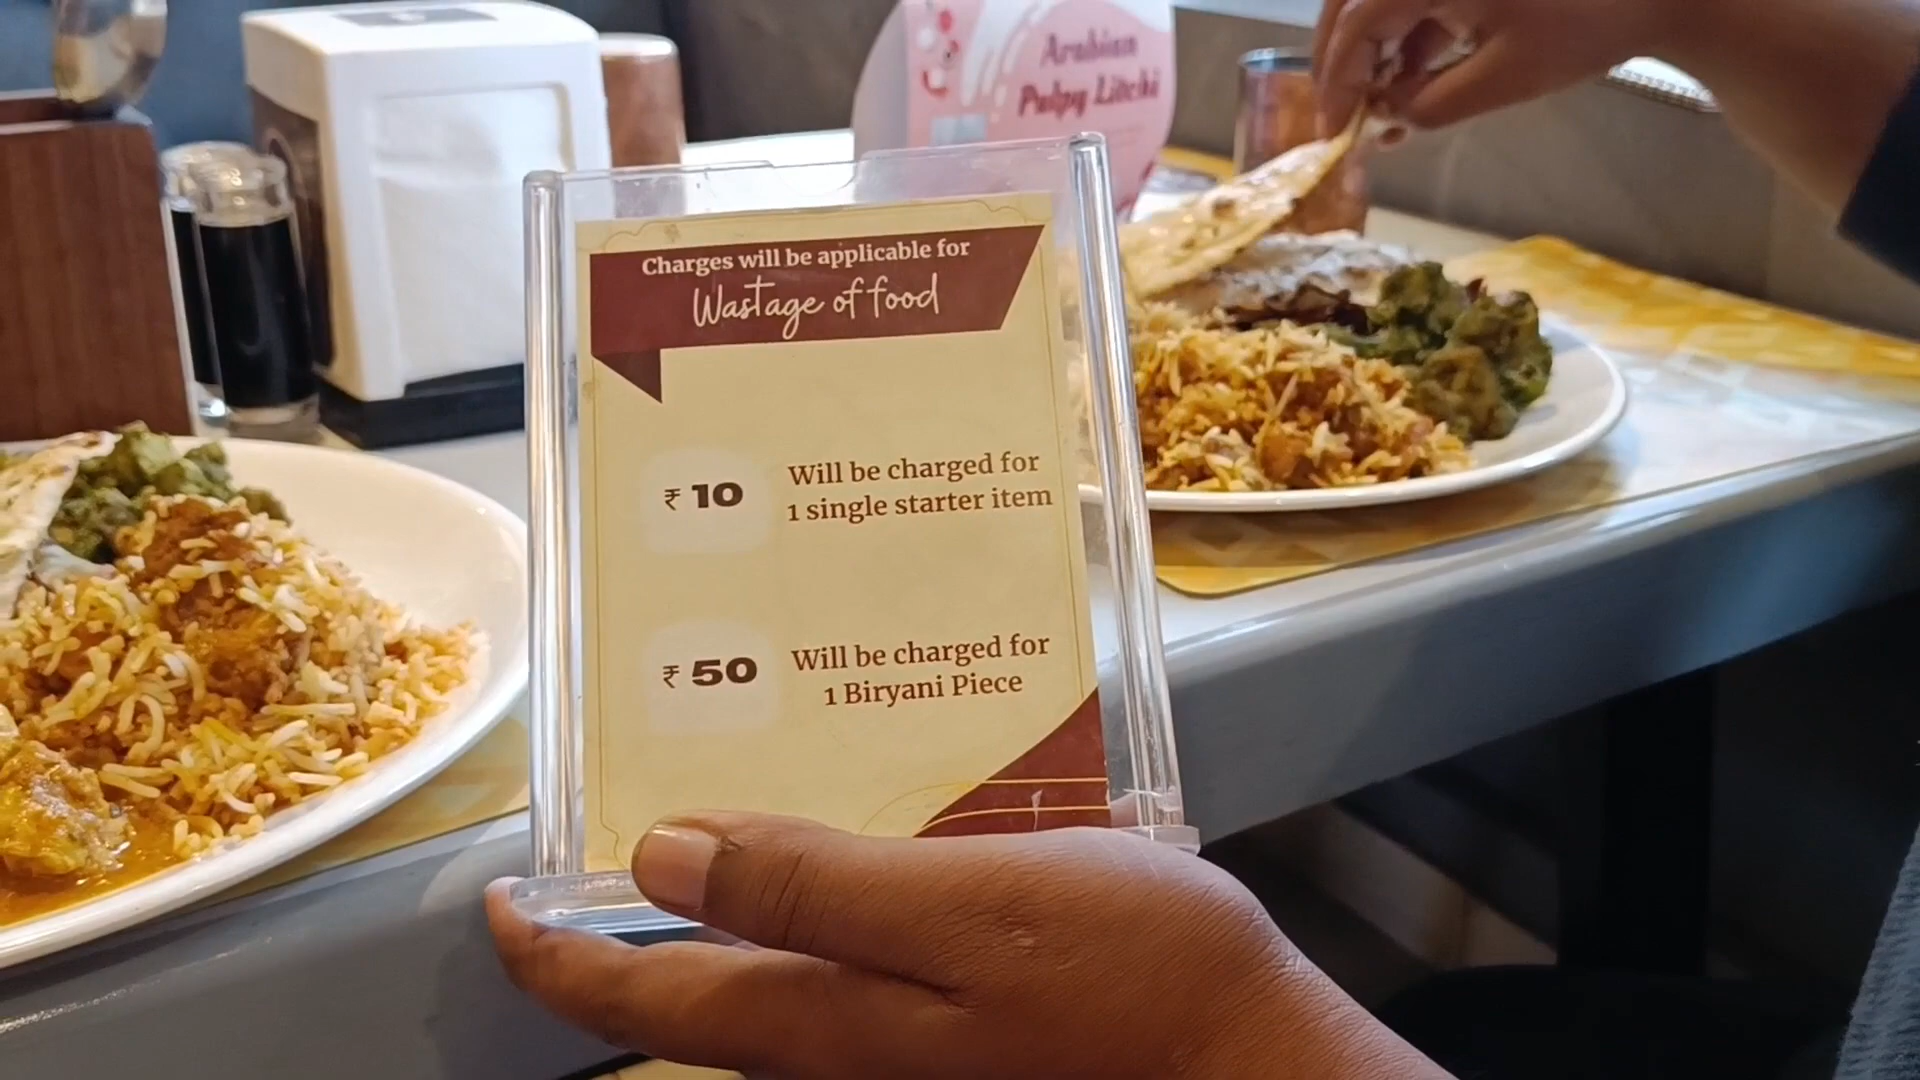 Arabian
Pulpy Litchi
Charges will be applicable for
Wastage of food
₹ 10
Will be charged for
1 single starter item
₹ 50
Will be charged for
1 Biryani Piece